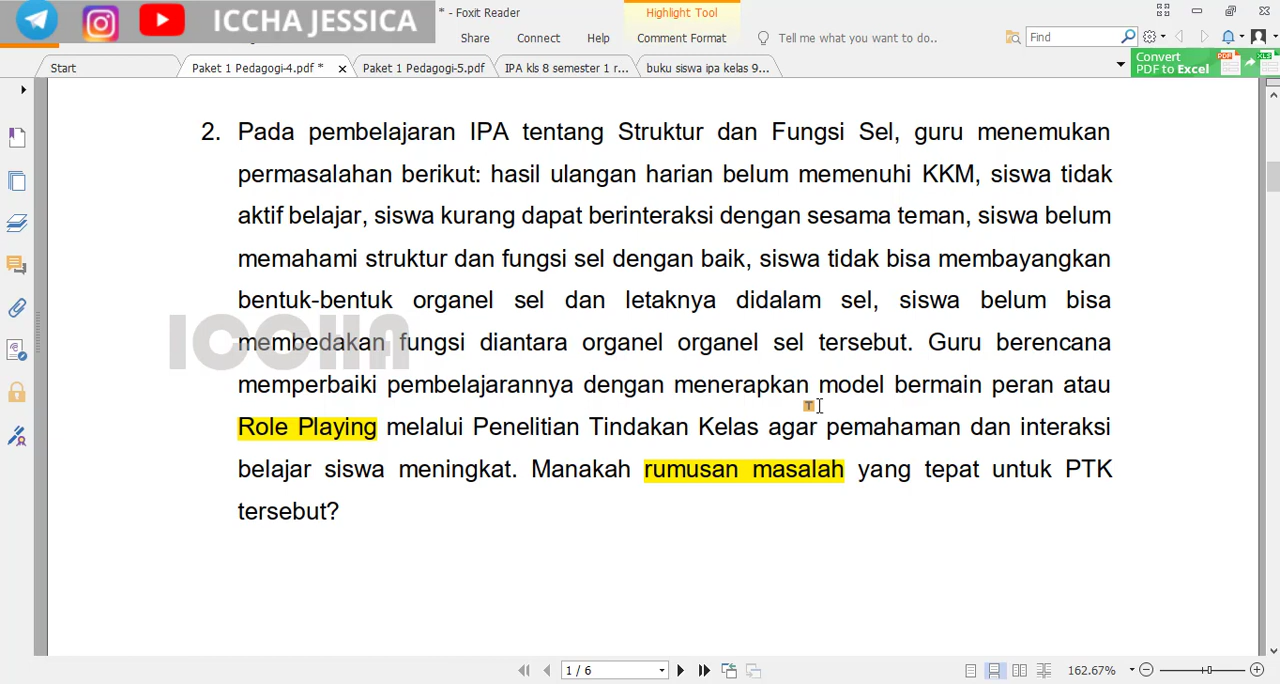 ICCHA JESSICA
* - Foxit Reader
Highlight Tool
Share Connect Help Comment Format Tell me what you want to do.. Find
Start Paket 1 Pedagogi-4.pdf * Paket 1 Pedagogi-5.pdf IPA kls 8 semester 1 r... buku siswa ipa kelas 9...
Convert
PDF to Excel
2. Pada pembelajaran IPA tentang Struktur dan Fungsi Sel, guru menemukan
permasalahan berikut: hasil ulangan harian belum memenuhi KKM, siswa tidak
aktif belajar, siswa kurang dapat berinteraksi dengan sesama teman, siswa belum
memahami struktur dan fungsi sel dengan baik, siswa tidak bisa membayangkan
bentuk-bentuk organel sel dan letaknya didalam sel, siswa belum bisa
membedakan fungsi diantara organel organel sel tersebut. Guru berencana
ICCHA
memperbaiki pembelajarannya dengan menerapkan model bermain peran atau
Role Playing melalui Penelitian Tindakan Kelas agar pemahaman dan interaksi
belajar siswa meningkat. Manakah rumusan masalah yang tepat untuk PTK
tersebut?
1 / 6
162.67%